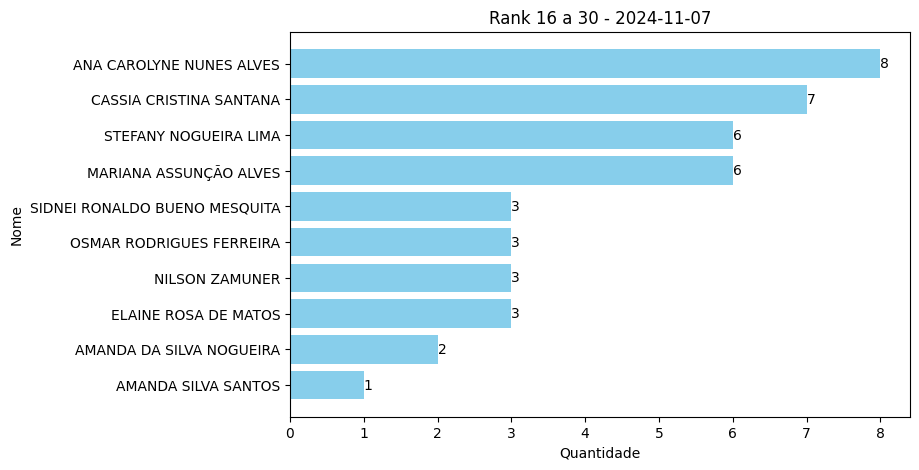 Rank 16 a 30 - 2024-11-07
ANA CAROLYNE NUNES ALVES
8
CASSIA CRISTINA SANTANA
7
STEFANY NOGUEIRA LIMA
6
MARIANA ASSUNÇÃO ALVES
6
SIDNEI RONALDO BUENO MESQUITA
3
OSMAR RODRIGUES FERREIRA
3
NILSON ZAMUNER
3
ELAINE ROSA DE MATOS
3
AMANDA DA SILVA NOGUEIRA
2
AMANDA SILVA SANTOS
1
Nome
0 1 2 3 4 5 6 7 8
Quantidade